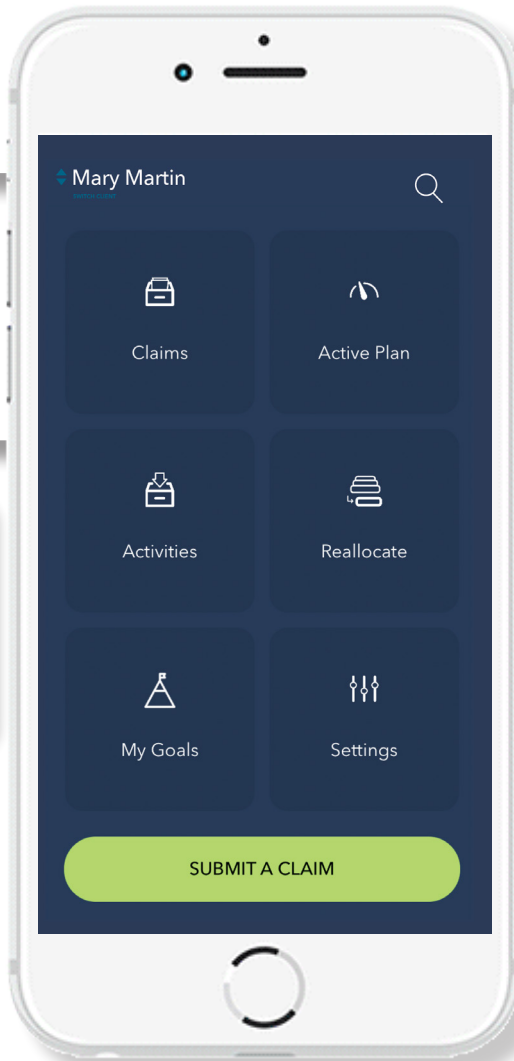 Mary Martin
Claims
Active Plan
Activities
Reallocate
My Goals
Settings
SUBMIT A CLAIM